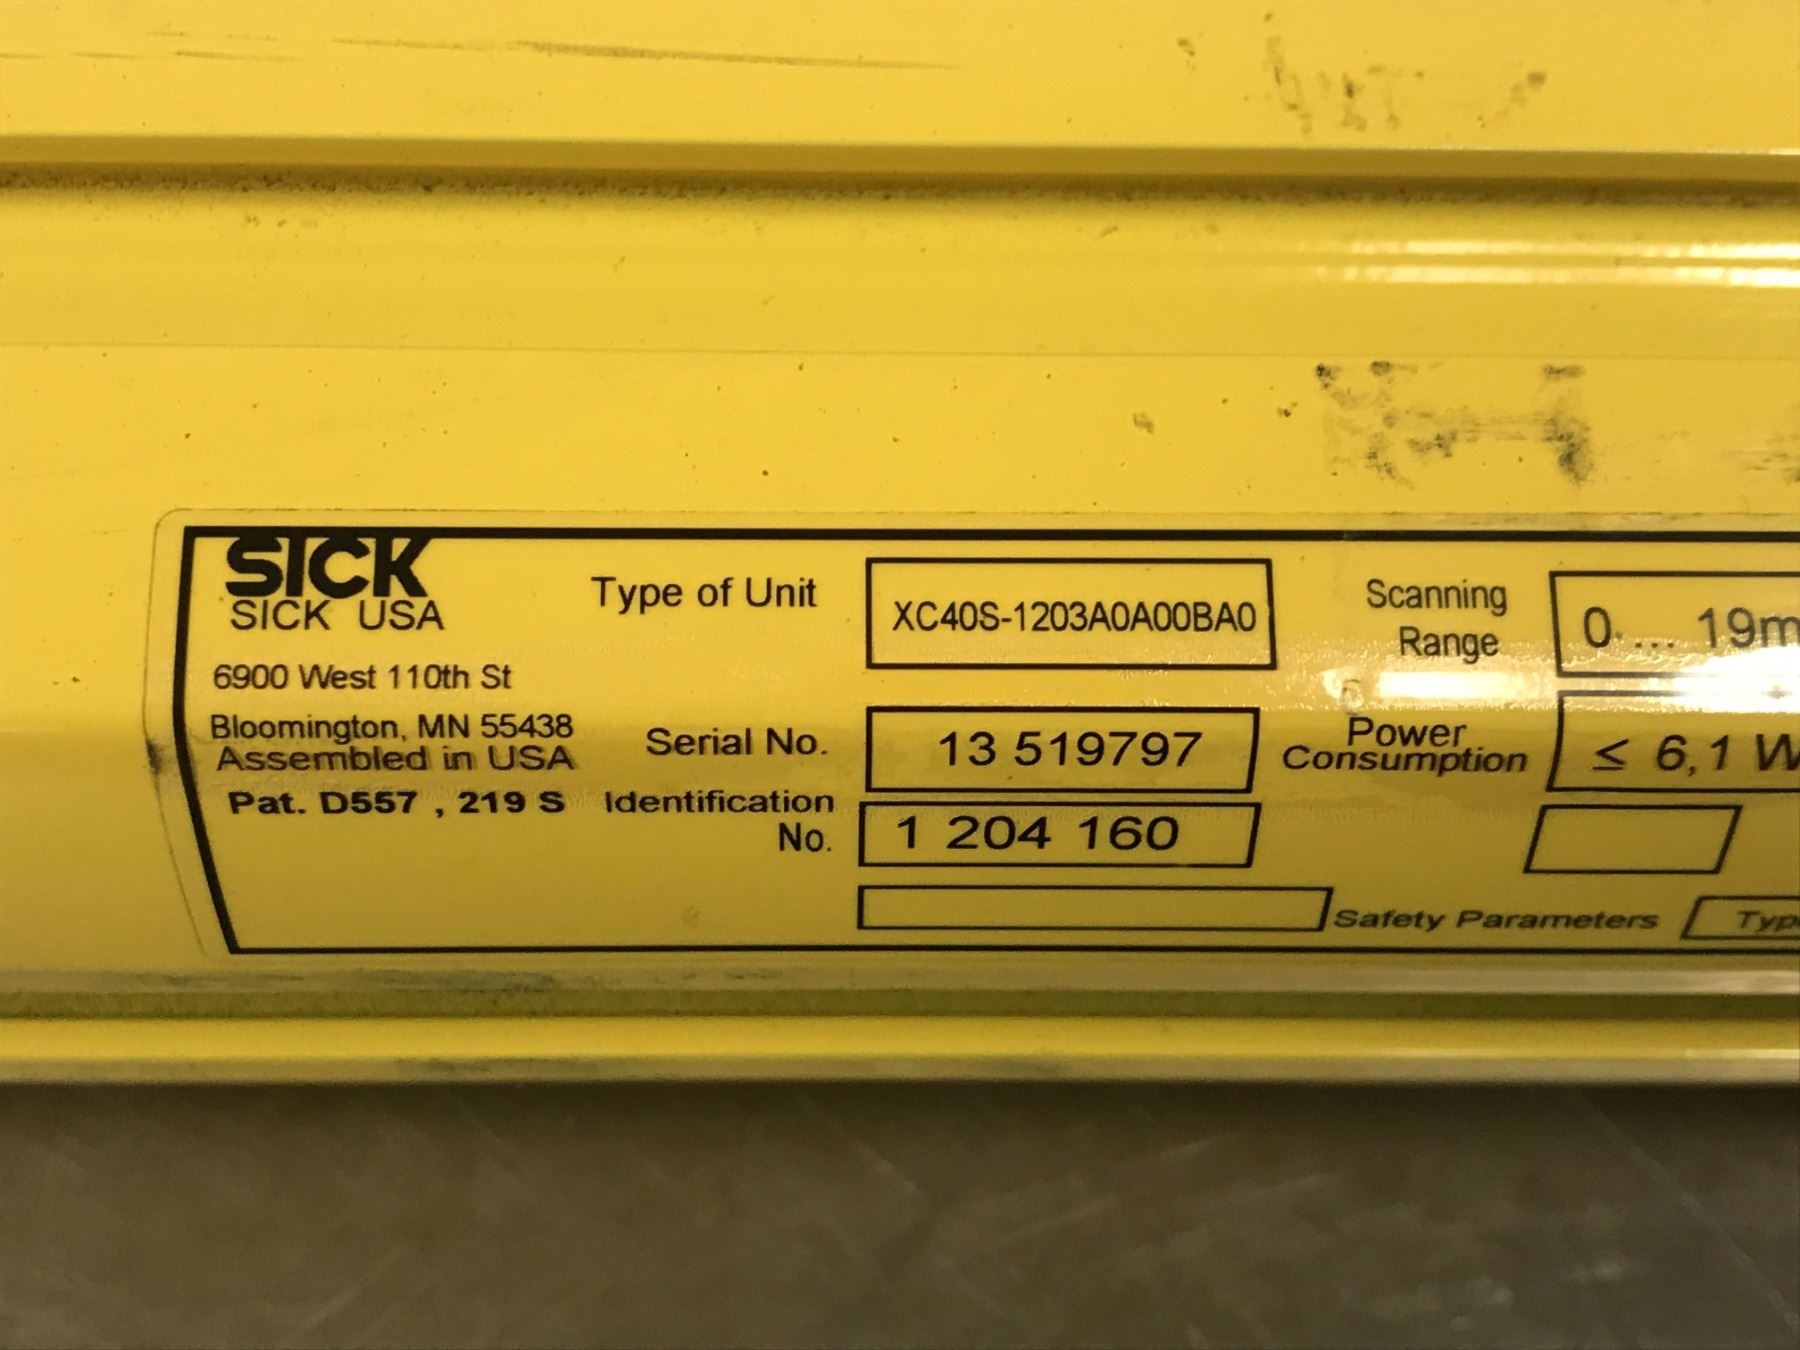 SICK
SICK USA
6900 West 110th St
Bloomington, MN 55438
Assembled in USA
Pat. D557 , 219 S
Type of Unit
XC40S-1203A0A00BA0
Serial No.
13 519797
Identification
No.
1 204 160
Scanning
Range
0 ... 19m
Power
Consumption
≤ 6,1 W
Safety Parameters